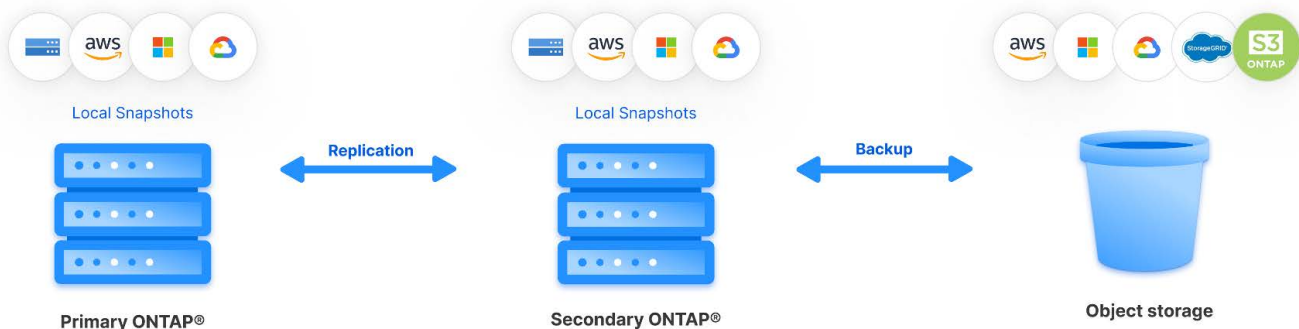 aws
aws
aws
StorageGRID
S3
ONTAP
Local Snapshots
Local Snapshots
Replication
Backup
Primary ONTAP®
Secondary ONTAP®
Object storage